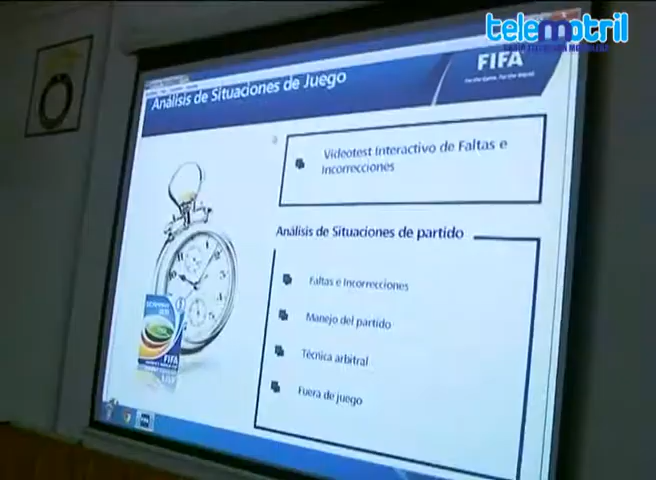 telemotril
FIFA
For the Game. For the World.
Análisis de Situaciones de Juego
Videotest Interactivo de Faltas e
Incorrecciones
Análisis de Situaciones de partido
Faltas e Incorrecciones
Manejo del partido
Técnica arbitral
Fuera de juego
FIFA